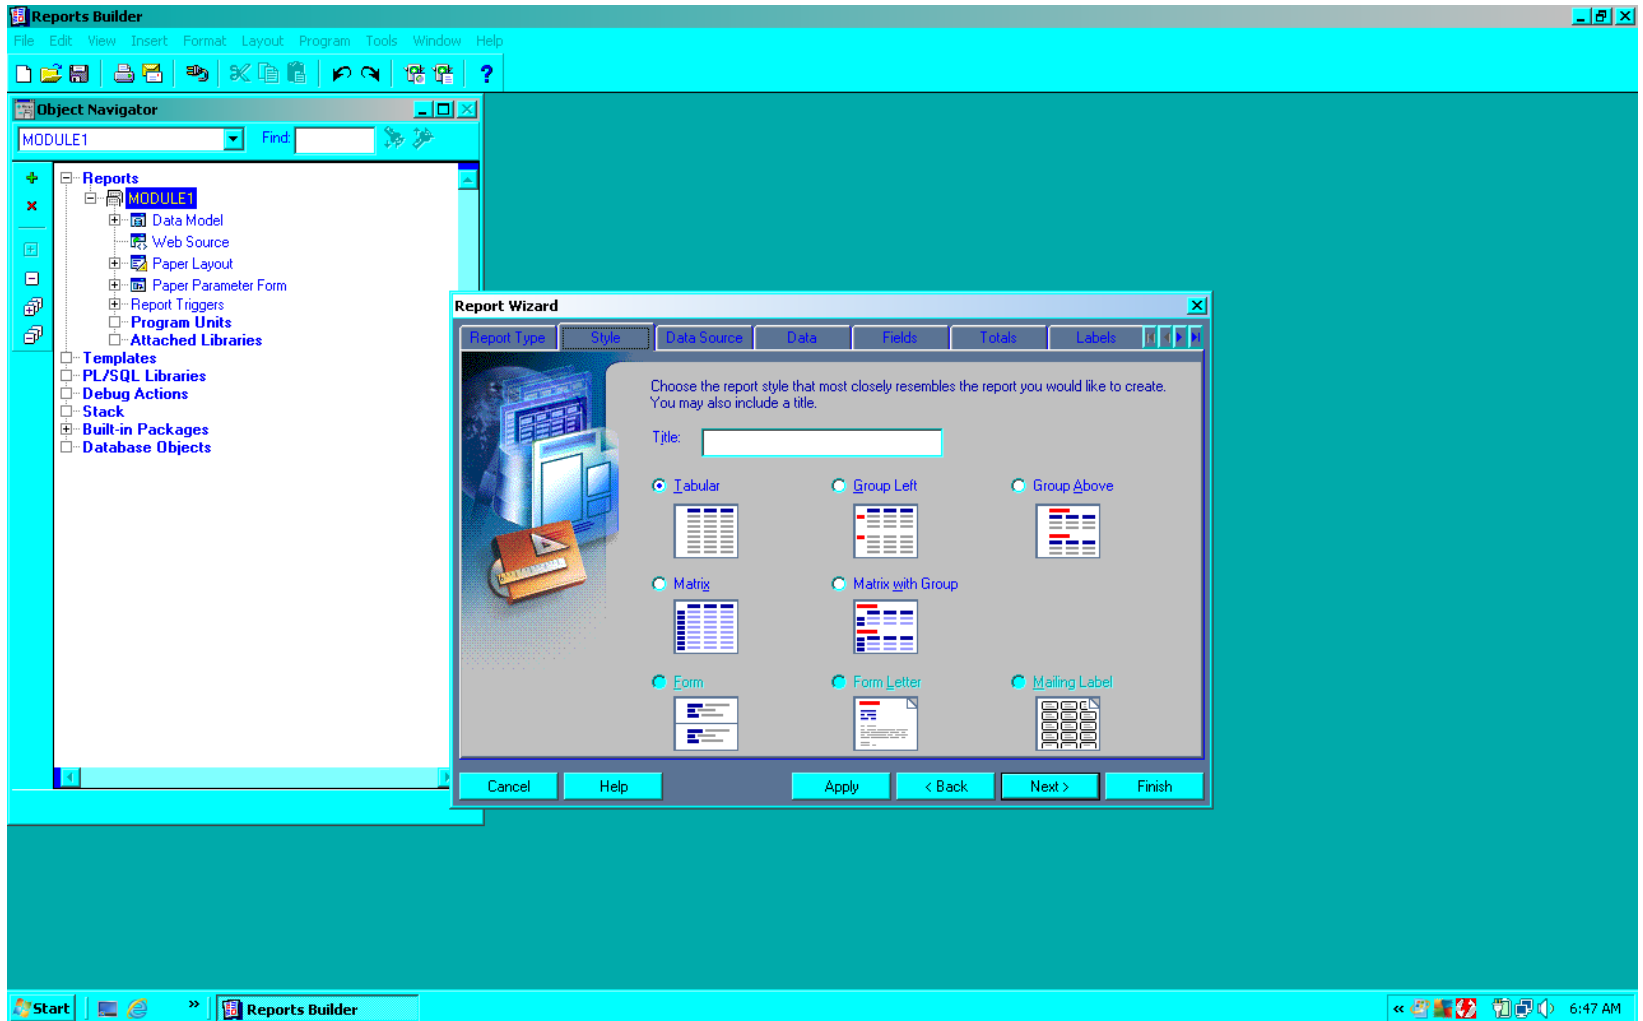 Reports Builder
File Edit View Insert Format Layout Program Tools Window Help
Object Navigator
MODULE1 Find:
Reports
MODULE1
Data Model
Web Source
Paper Layout
Paper Parameter Form
Report Triggers
Program Units
Attached Libraries
Templates
PL/SQL Libraries
Debug Actions
Stack
Built-in Packages
Database Objects
Report Wizard
Report Type Style Data Source Data Fields Totals Labels
Choose the report style that most closely resembles the report you would like to create.
You may also include a title.
Title:
Tabular Group Left Group Above
Matrix Matrix with Group
Form Form Letter Mailing Label
Cancel Help Apply < Back Next > Finish
Start » Reports Builder « 6:47 AM